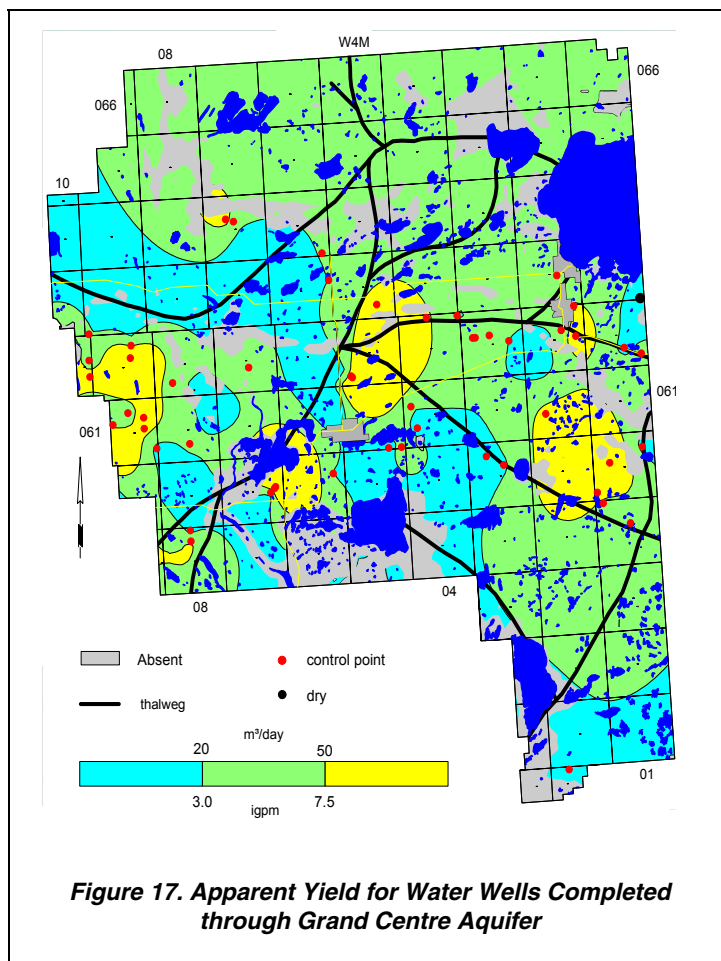 W4M
08
066
066
10
061
061
04
08
01
Absent
control point
thalweg
dry
m³/day
20
50
3.0
7.5
igpm
Figure 17. Apparent Yield for Water Wells Completed
through Grand Centre Aquifer